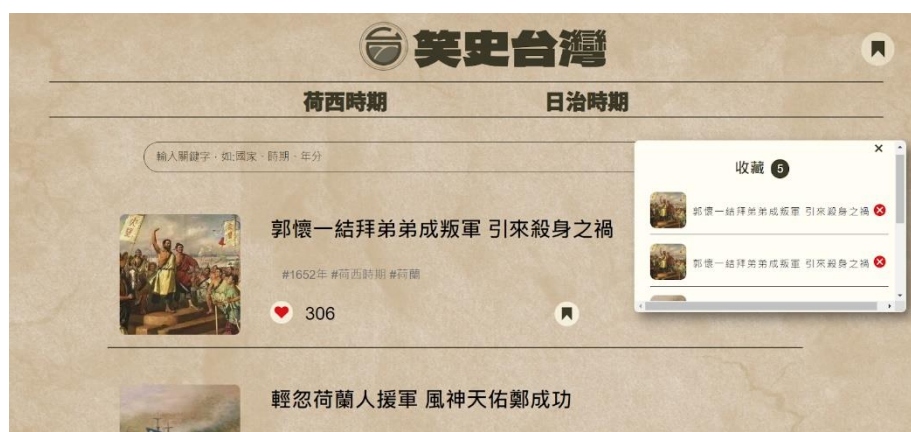 笑史台灣
荷西時期
日治時期
輸入關鍵字，如:國家、時期、年分
收藏 5
郭懷一結拜弟弟成叛軍 引來殺身之禍
郭懷一結拜弟弟成叛軍 引來殺身之禍
郭懷一結拜弟弟成叛軍 引來殺身之禍
#1652年 #荷西時期 #荷蘭
306
輕忽荷蘭人援軍 風神天佑鄭成功